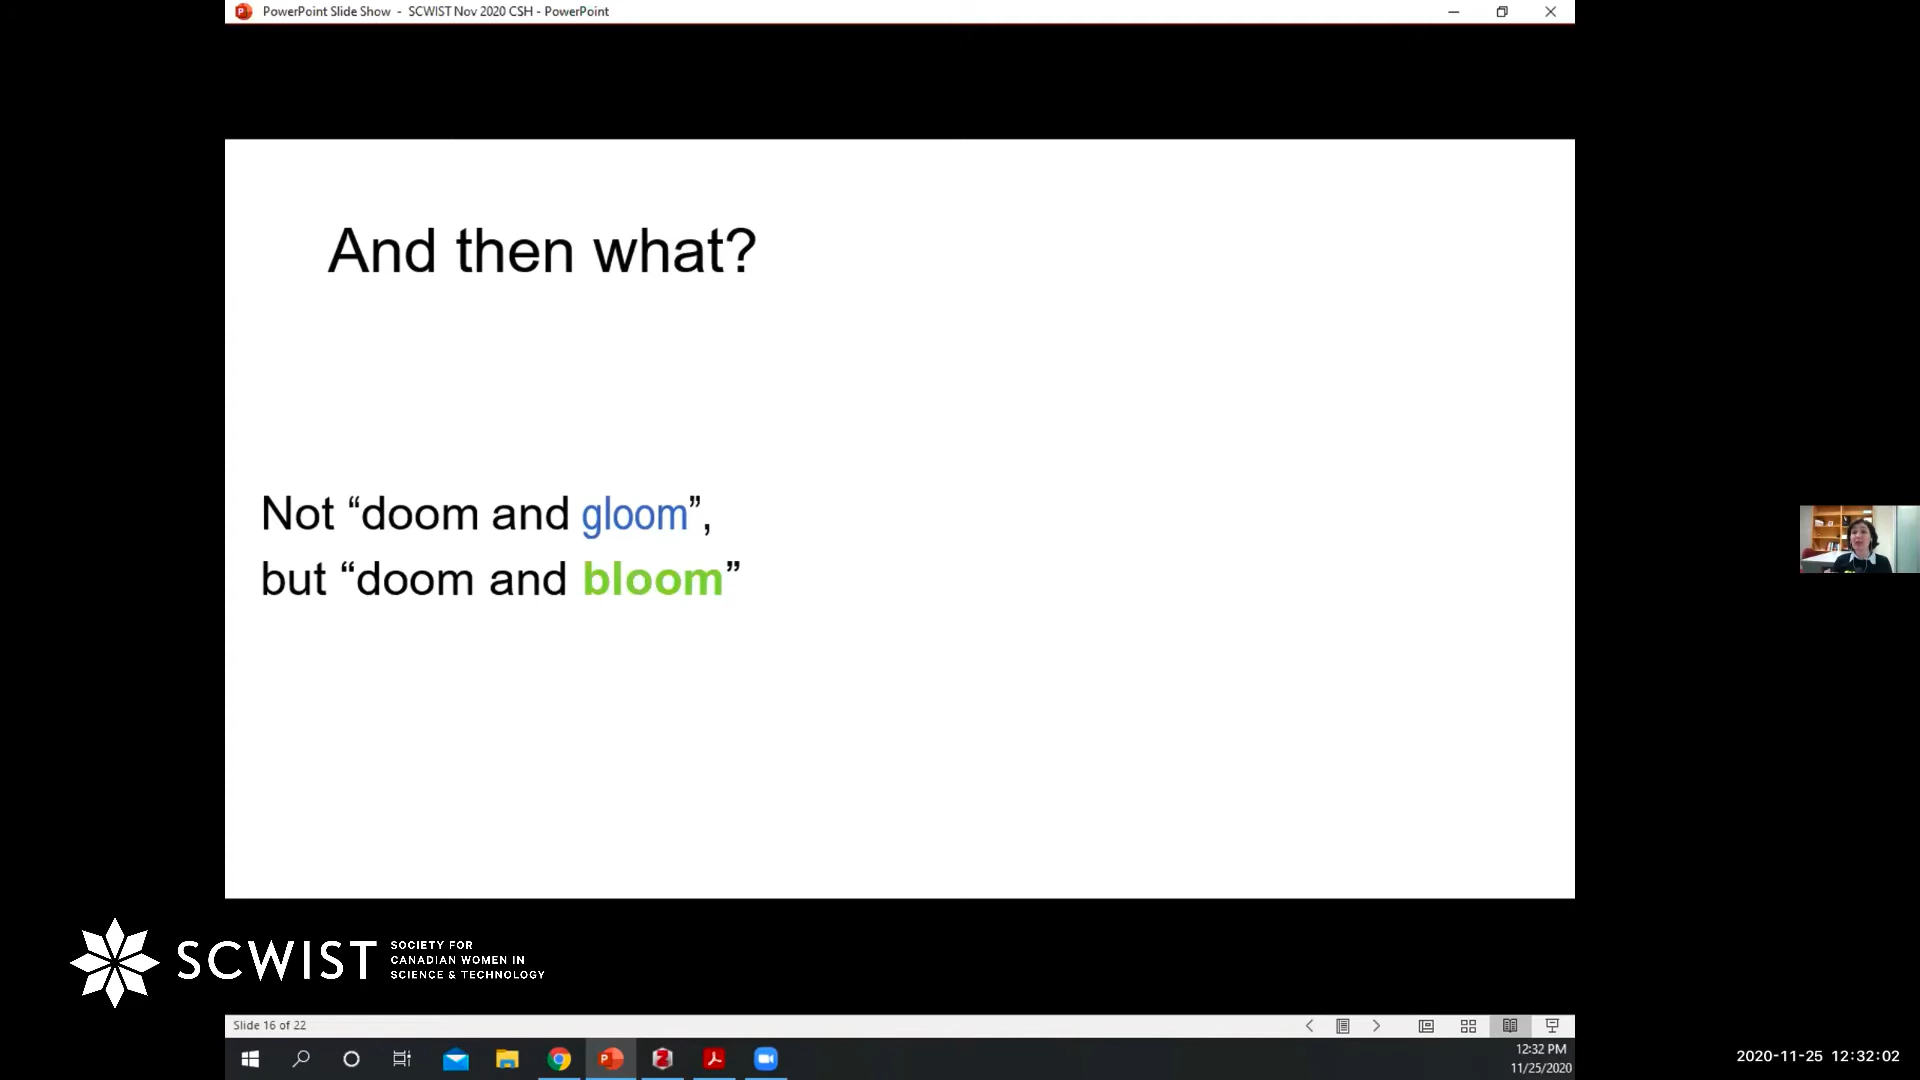 PowerPoint Slide Show - SCWIST Nov 2020 CSH - PowerPoint
And then what?
Not “doom and gloom”,
but “doom and bloom”
SCWIST
SOCIETY FOR
CANADIAN WOMEN IN
SCIENCE & TECHNOLOGY
Slide 16 of 22
12:32 PM
11/25/2020
2020-11-25 12:32:02